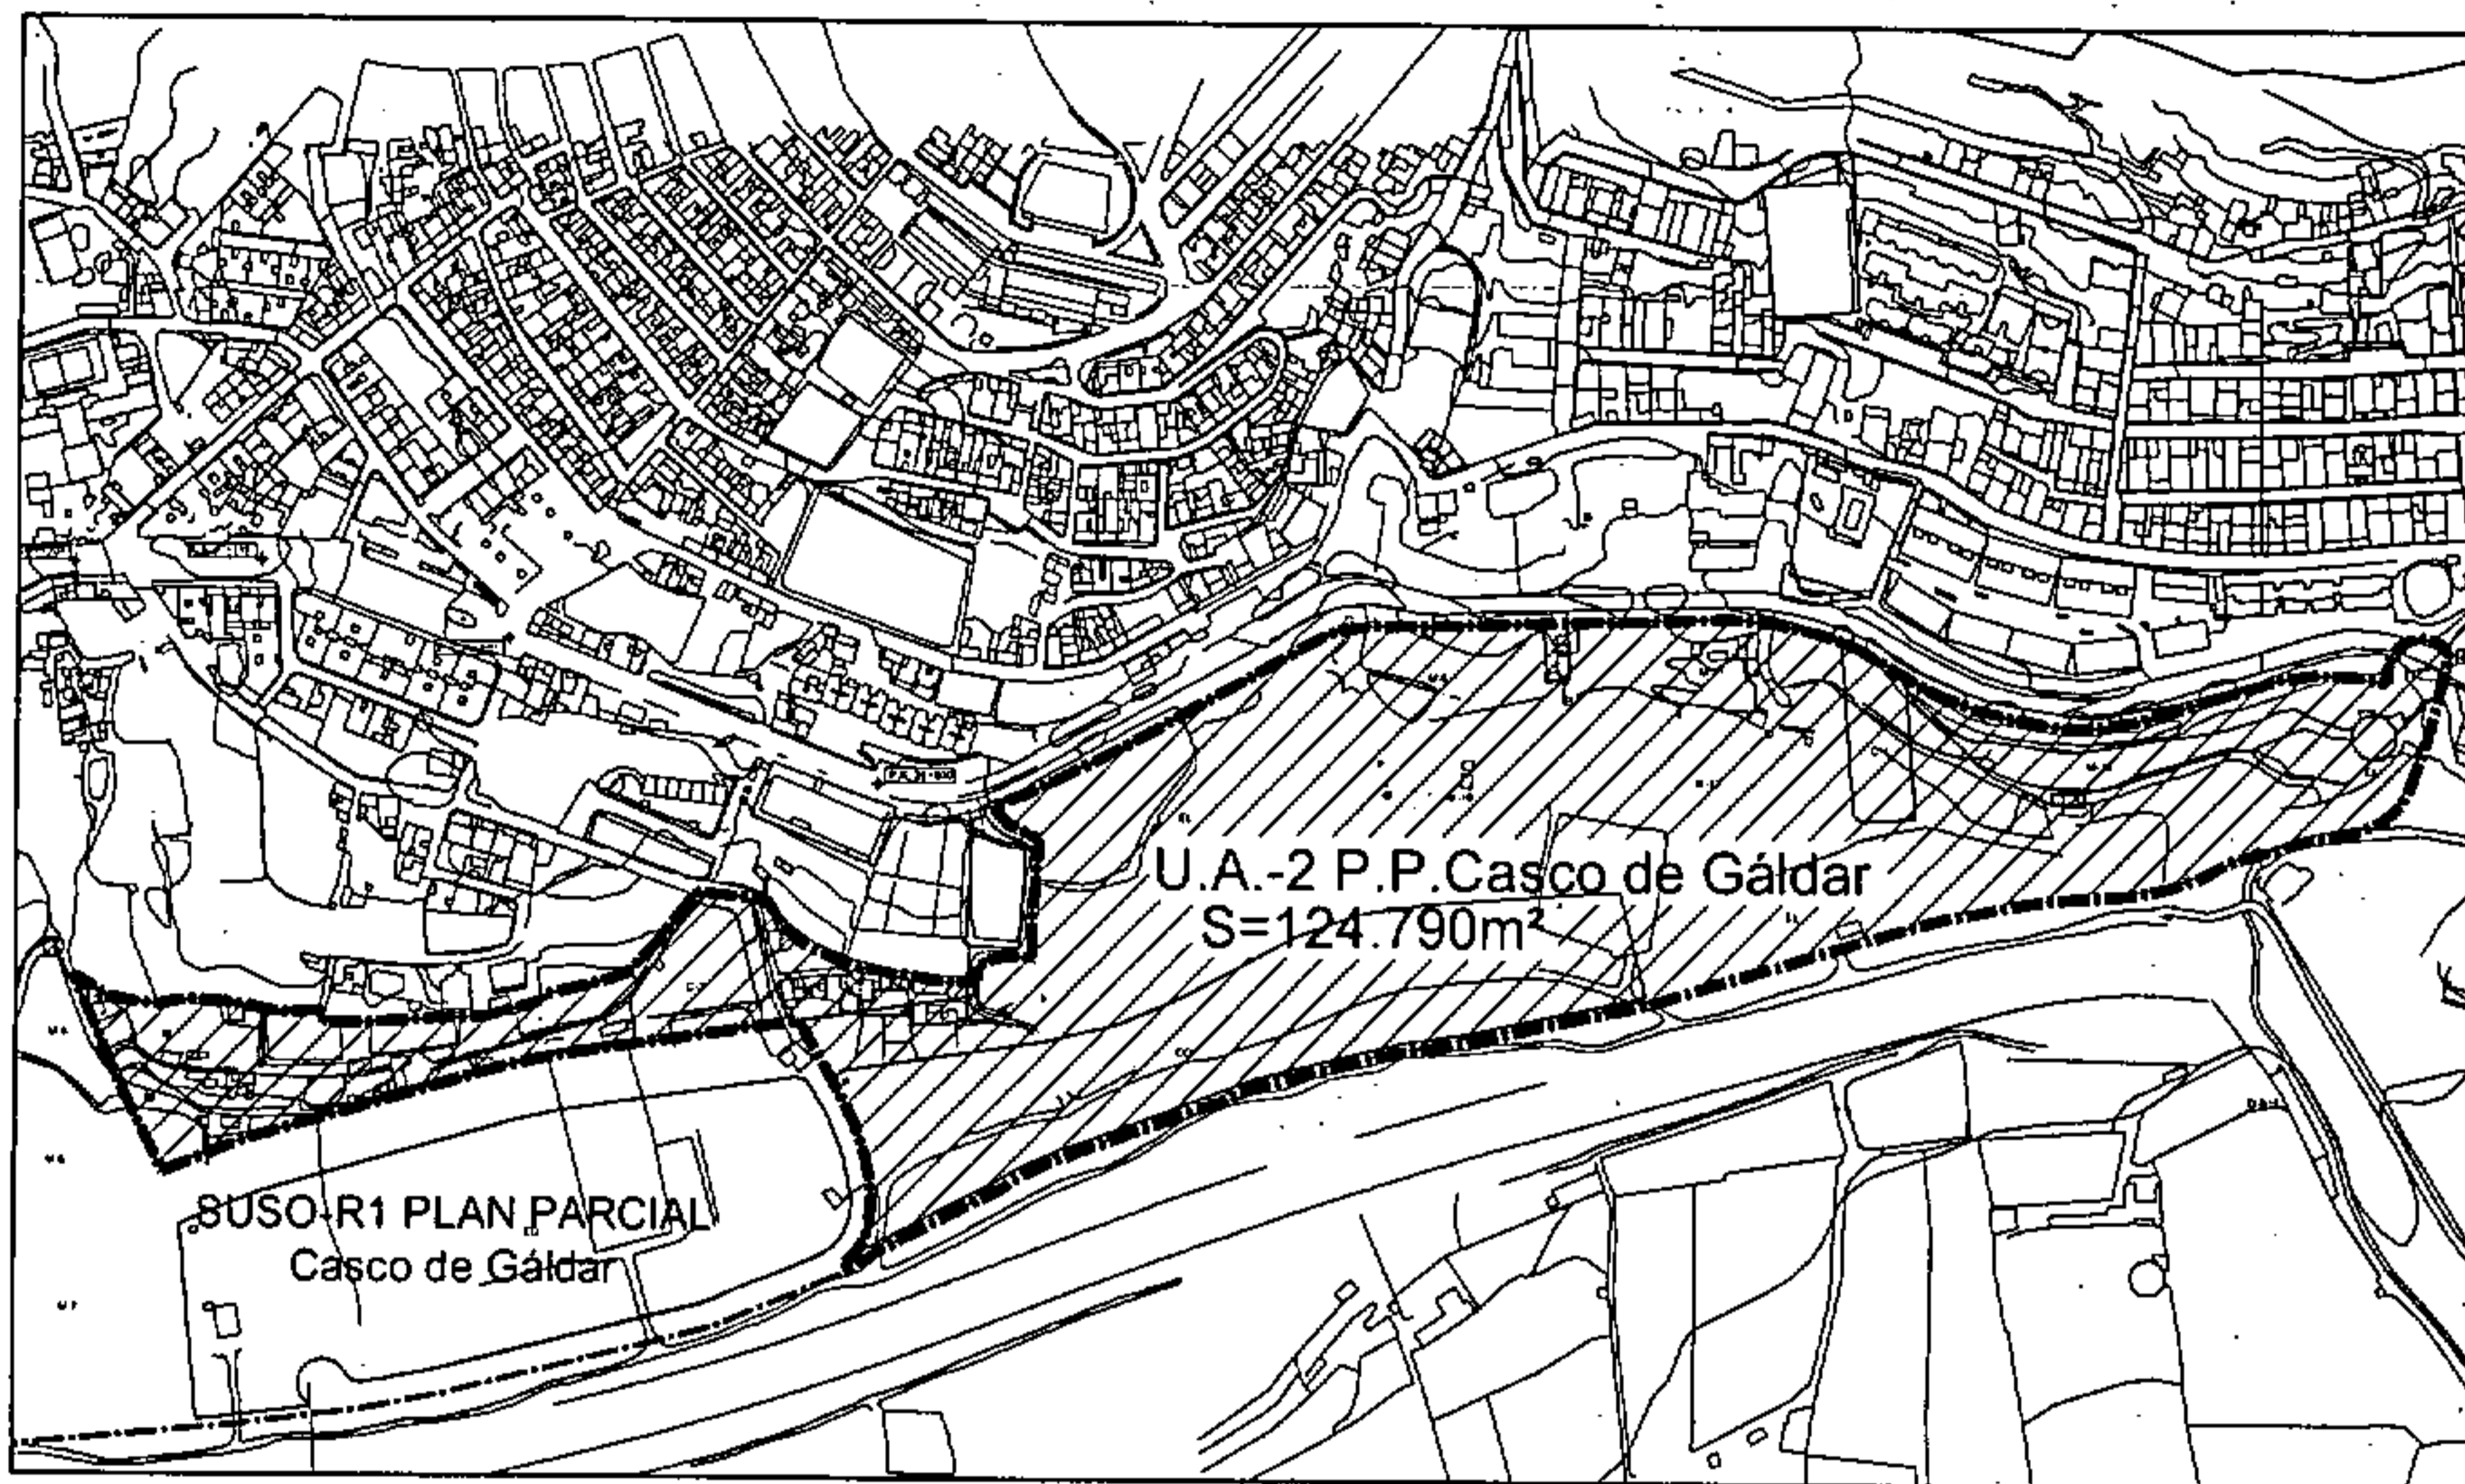 U.A.-2 P.P.Casco de Gáldar
S=124.790m²
SUSO-R1 PLAN PARCIAL
Casco de Gáldar